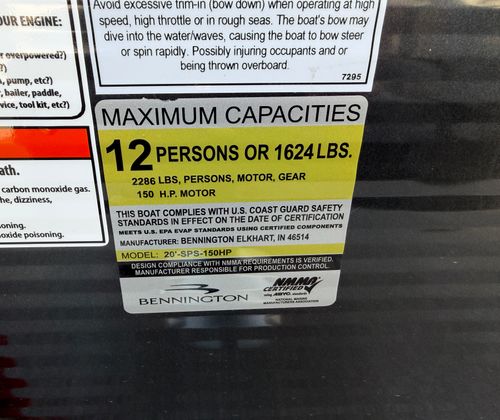 OUR ENGINE:
overpowered?)
?)
, pump, etc?)
, bailer, paddle,
vice, tool kit, etc?)
ath.
carbon monoxide gas.
he, dizziness,
oning.
oxide poisoning.
Avoid excessive trim-in (bow down) when operating at high
speed, high throttle or in rough seas. The boat's bow may
dive into the water/waves, causing the boat to bow steer
or spin rapidly. Possibly injuring occupants and or
being thrown overboard.
7295
MAXIMUM CAPACITIES
12 PERSONS OR 1624 LBS.
2286 LBS, PERSONS, MOTOR, GEAR
150 H.P. MOTOR
THIS BOAT COMPLIES WITH U.S. COAST GUARD SAFETY
STANDARDS IN EFFECT ON THE DATE OF CERTIFICATION
MEETS U.S. EPA EVAP STANDARDS USING CERTIFIED COMPONENTS
MANUFACTURER: BENNINGTON ELKHART, IN 46514
MODEL: 20'-SPS-150HP
DESIGN COMPLIANCE WITH NMMA REQUIREMENTS IS VERIFIED.
MANUFACTURER RESPONSIBLE FOR PRODUCTION CONTROL.
BENNINGTON
NMMA
CERTIFIED
using ABYC standards
NATIONAL MARINE
MANUFACTURERS ASSOCIATION